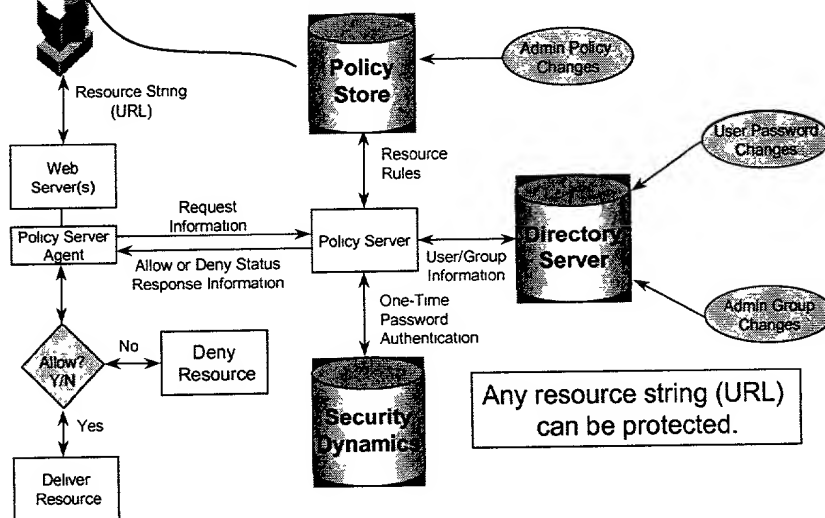 Policy
Store
Admin Policy
Changes
Resource String
(URL)
User Password
Changes
Web
Server(s)
Resource
Rules
Request
Information
Policy Server
Agent
Policy Server
Directory
Server
Allow or Deny Status
Response Information
User/Group
Information
One-Time
Password
Authentication
Admin Group
Changes
No
Allow?
Y/N
Deny
Resource
Any resource string (URL)
can be protected.
Security
Dynamics
Yes
Deliver
Resource